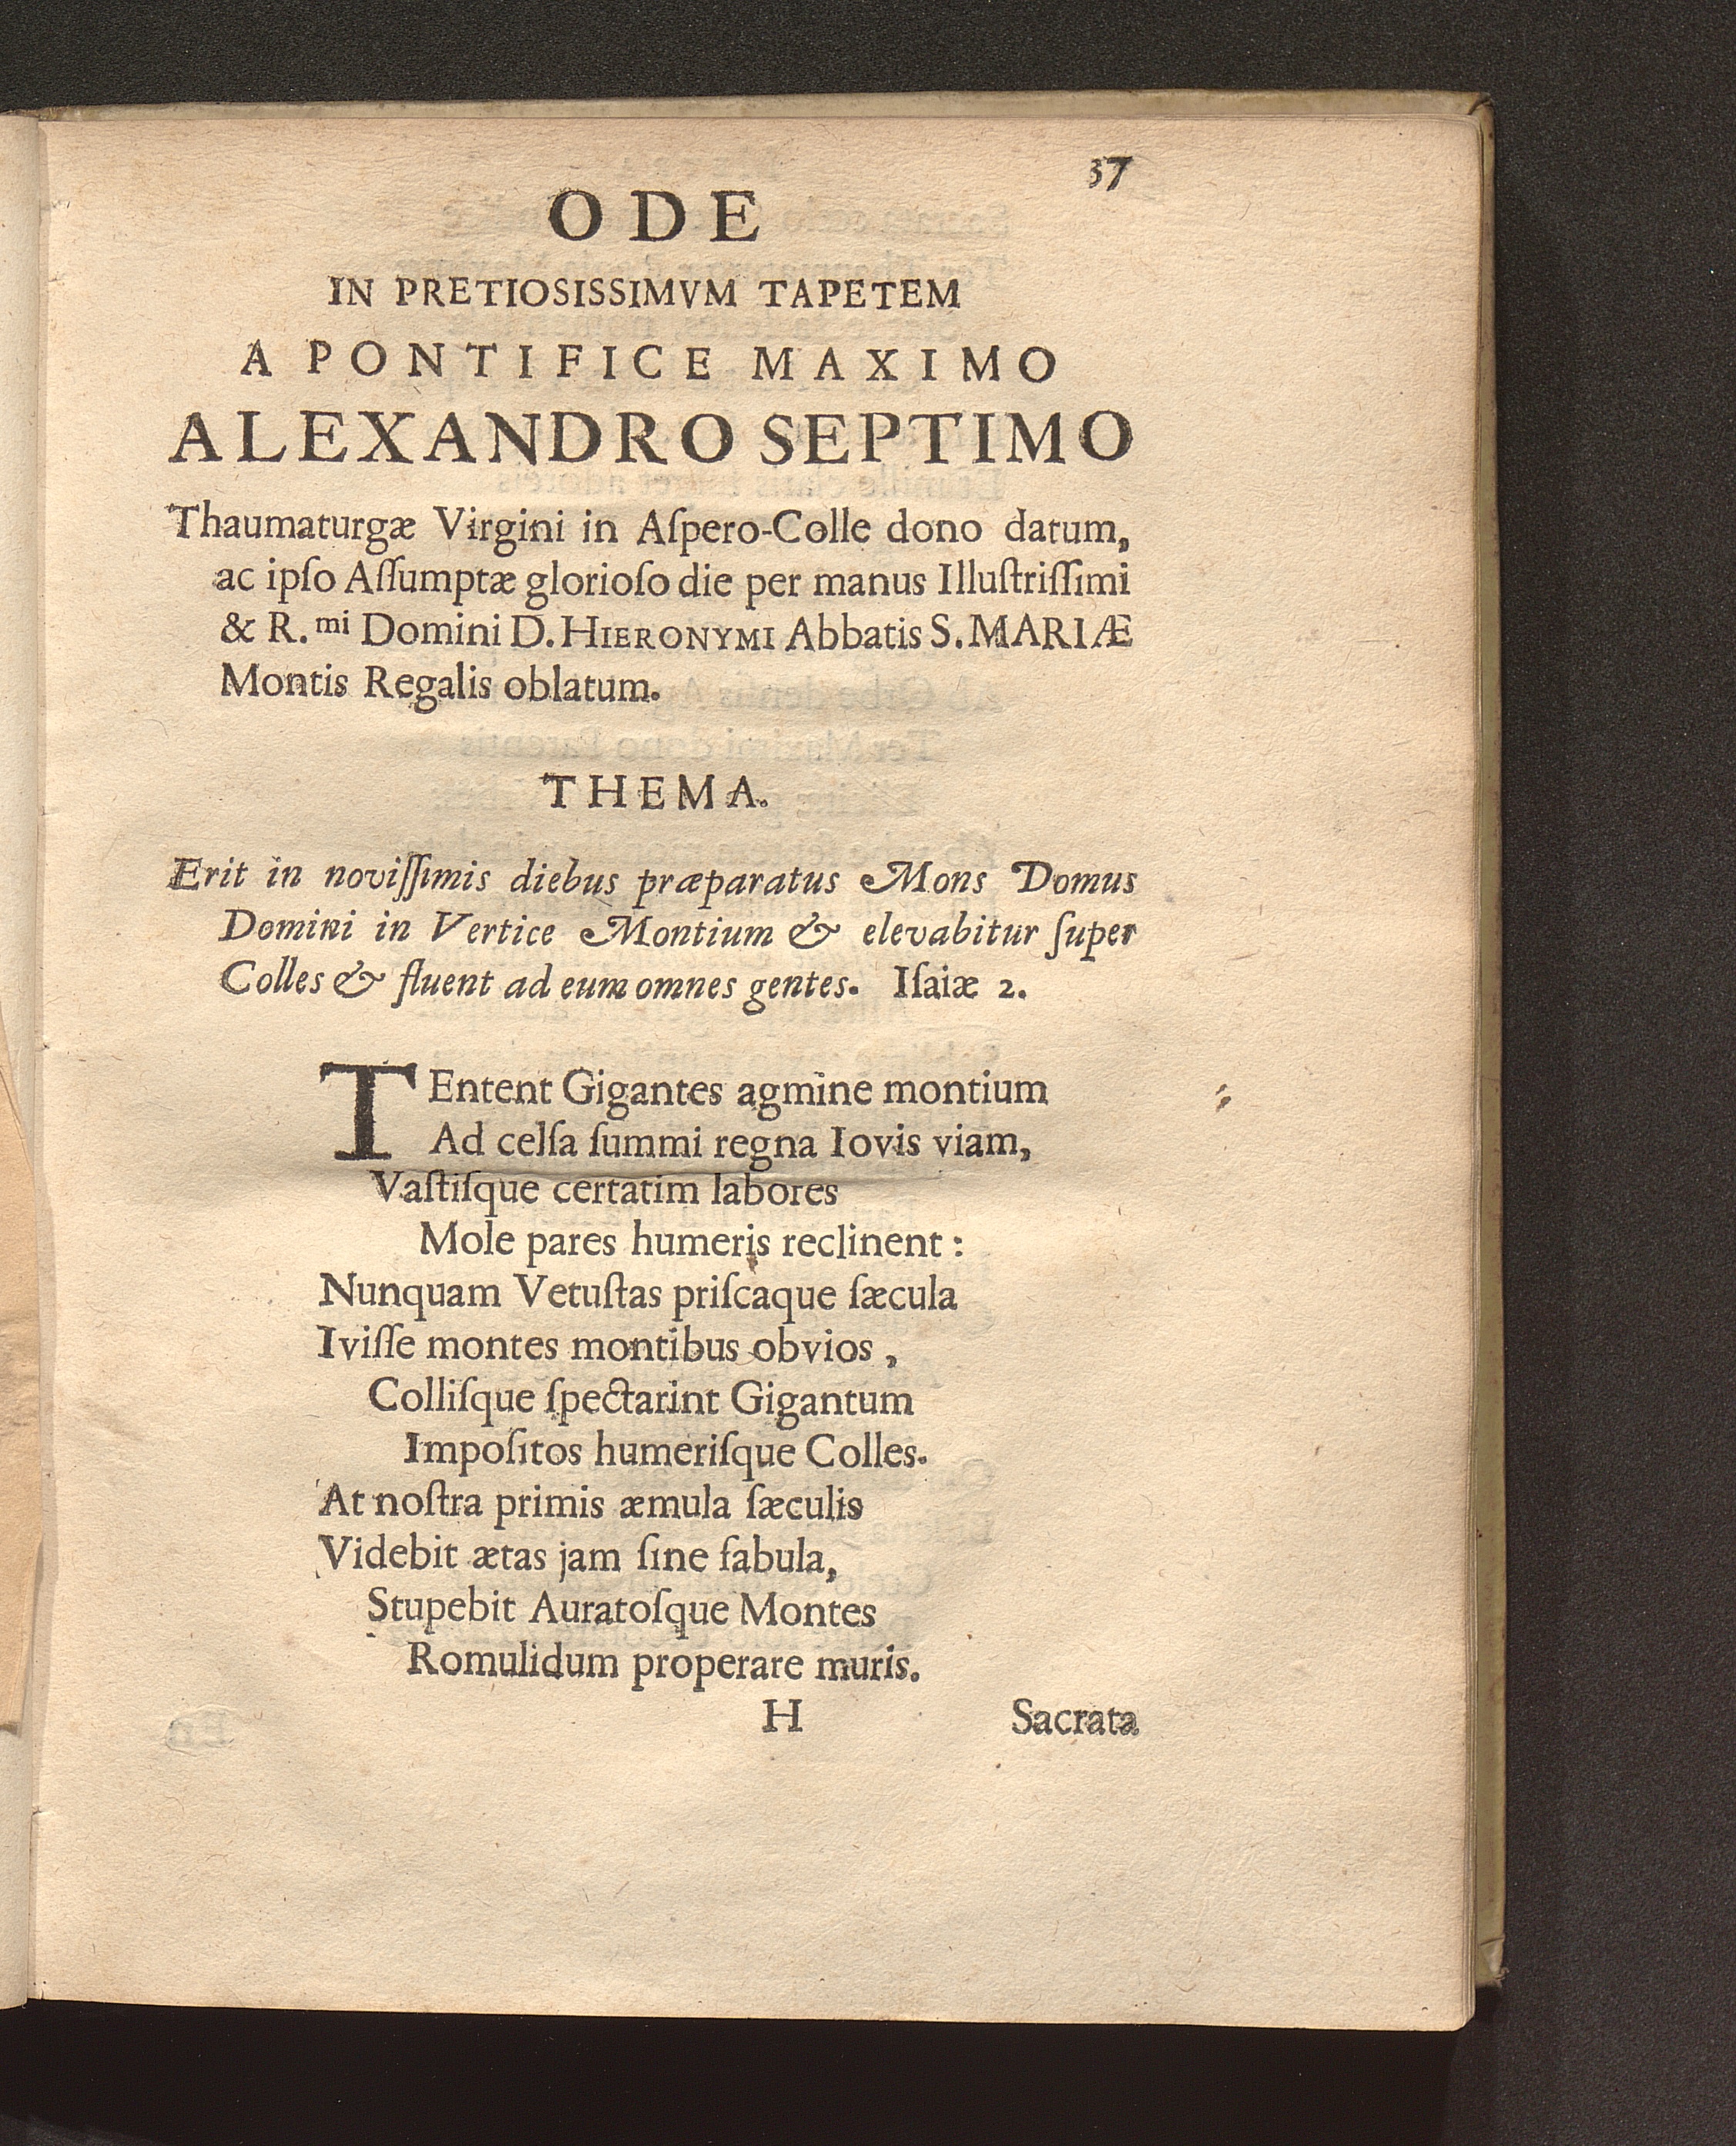 37
ODE
IN PRETIOSISSIMVM TAPETEM
A PONTIFICE MAXIMO
ALEXANDRO SEPTIMO
Thaumaturgæ Virgini in Aſpero-Colle dono datum,
ac ipſo Aſſumptæ glorioſo die per manus Illuſtriſſimi
& R.mi Domini D. HIERONYMI Abbatis S. MARIÆ
Montis Regalis oblatum.
THEMA.
Erit in noviſſimis diebus præparatus Mons Domus
Domini in Vertice Montium & elevabitur ſuper
Colles & fluent ad eum omnes gentes. Iſaiæ 2.
TEntent Gigantes agmine montium
Ad celſa ſummi regna Iovis viam,
Vaſtiſque certatim labores
Mole pares humeris reclinent :
Nunquam Vetuſtas priſcaque ſæcula
Iviſſe montes montibus obvios ,
Colliſque ſpectarint Gigantum
Impoſitos humeriſque Colles.
At noſtra primis æmula ſæculis
Videbit ætas jam ſine fabula,
Stupebit Auratoſque Montes
Romulidum properare muris.
H Sacrata